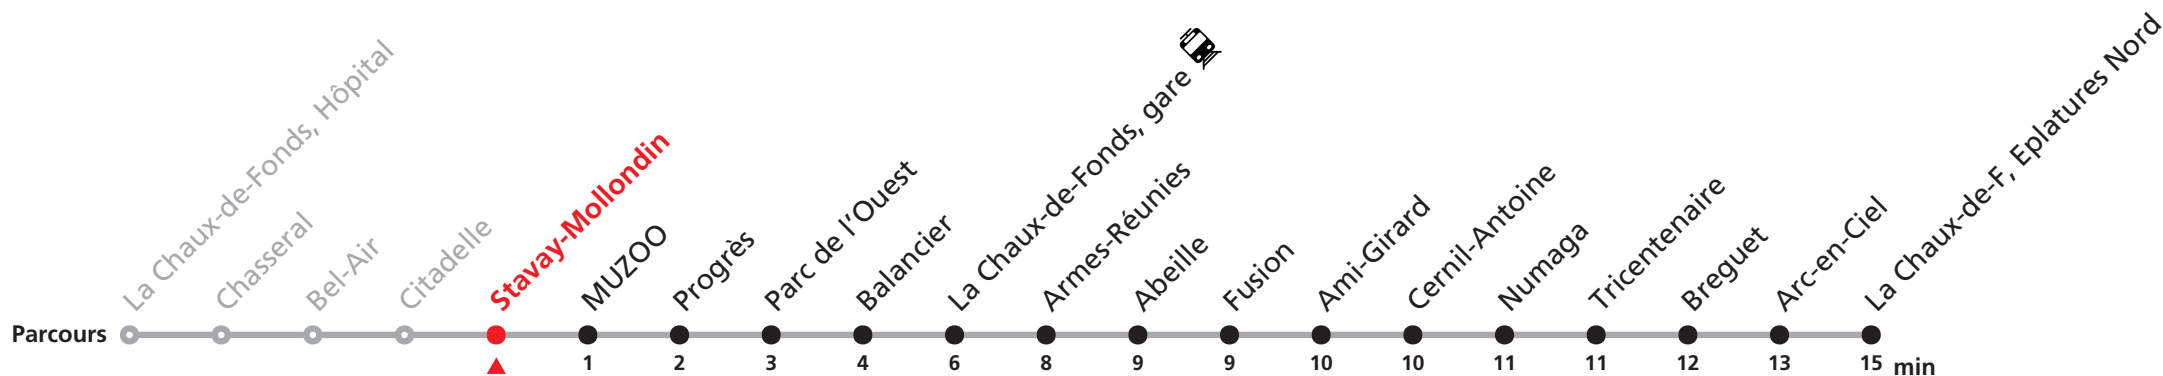 La Chaux-de-Fonds, Hôpital
Chasseral
Bel-Air
Citadelle
Stavay-Mollondin
MUZOO
Progrès
Parc de l'Ouest
Balancier
La Chaux-de-Fonds, gare
Armes-Réunies
Abeille
Fusion
Ami-Girard
Cernil-Antoine
Numaga
Tricentenaire
Breguet
Arc-en-Ciel
La Chaux-de-F, Eplatures Nord
Parcours
1 2 3 4 6 8 9 9 10 10 11 11 12 13 15 min